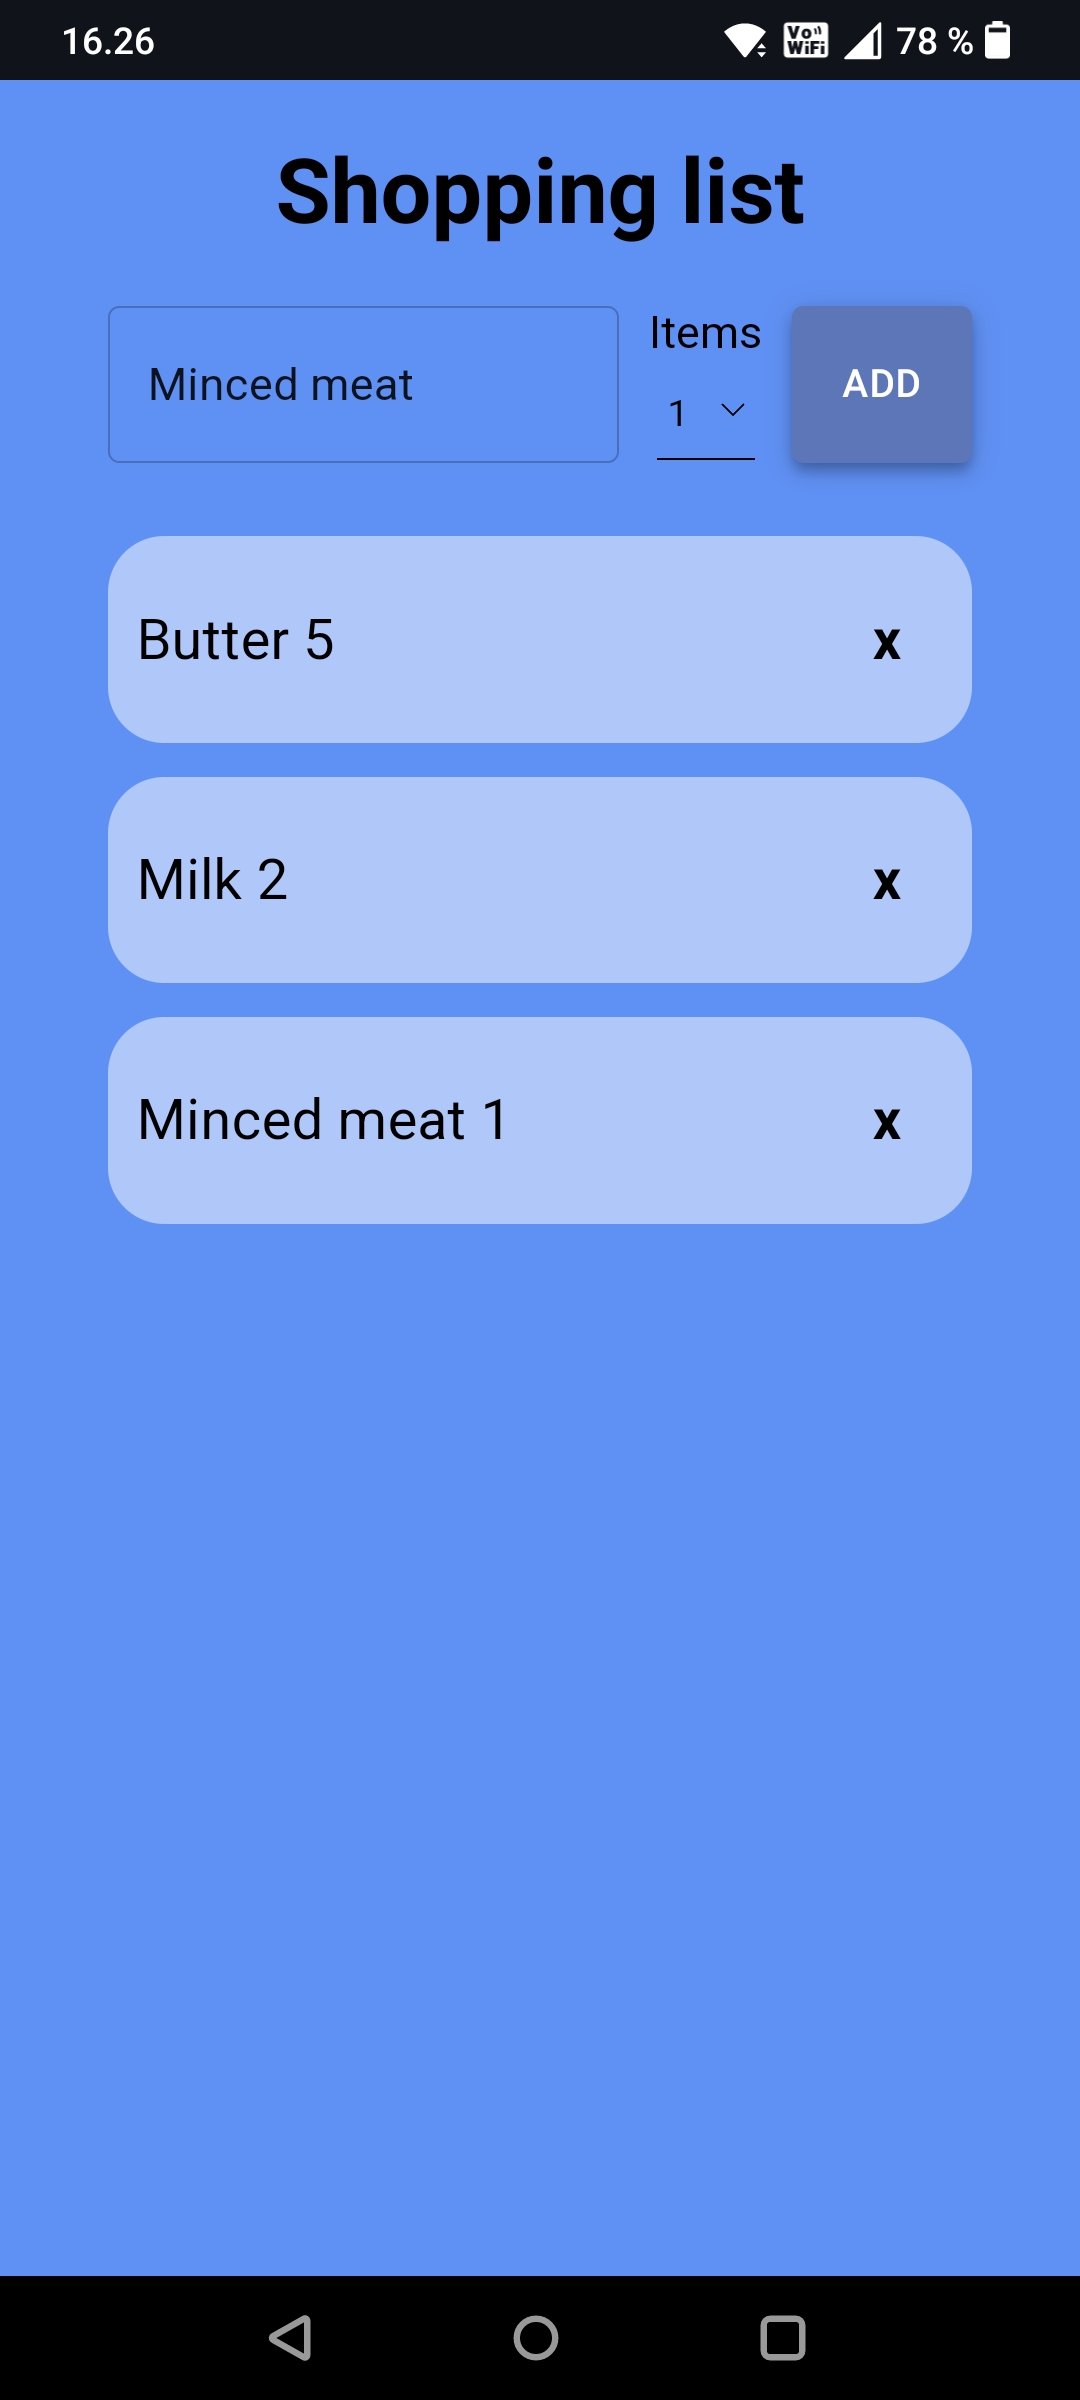 16.26
Vo WiFi 78 %
Shopping list
Items
Minced meat
1
ADD
Butter 5 x
Milk 2 x
Minced meat 1 x